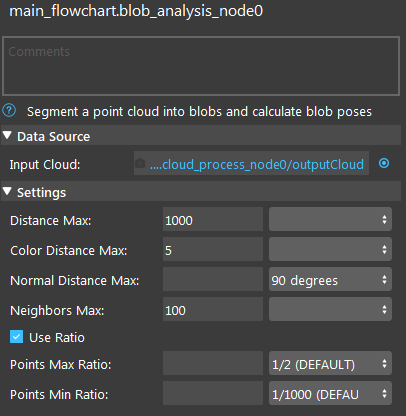 main_flowchart.blob_analysis_node0
Comments
Segment a point cloud into blobs and calculate blob poses
Data Source
Input Cloud: ....cloud_process_node0/outputCloud
Settings
Distance Max: 1000
Color Distance Max: 5
Normal Distance Max: 90 degrees
Neighbors Max: 100
Use Ratio
Points Max Ratio: 1/2 (DEFAULT)
Points Min Ratio: 1/1000 (DEFAU